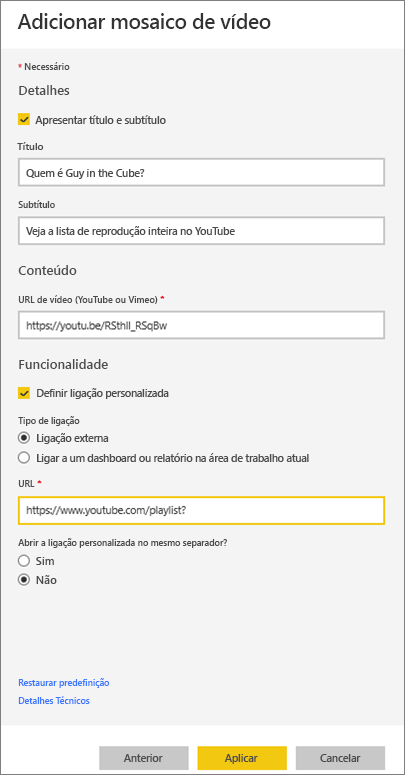 Adicionar mosaico de vídeo
* Necessário
Detalhes
Apresentar título e subtítulo
Título
Quem é Guy in the Cube?
Subtítulo
Veja a lista de reprodução inteira no YouTube
Conteúdo
URL de vídeo (YouTube ou Vimeo) *
https://youtu.be/RSthlI_RSqBw
Funcionalidade
Definir ligação personalizada
Tipo de ligação
Ligação externa
Ligar a um dashboard ou relatório na área de trabalho atual
URL *
https://www.youtube.com/playlist?
Abrir a ligação personalizada no mesmo separador?
Sim
Não
Restaurar predefinição
Detalhes Técnicos
Anterior Aplicar Cancelar